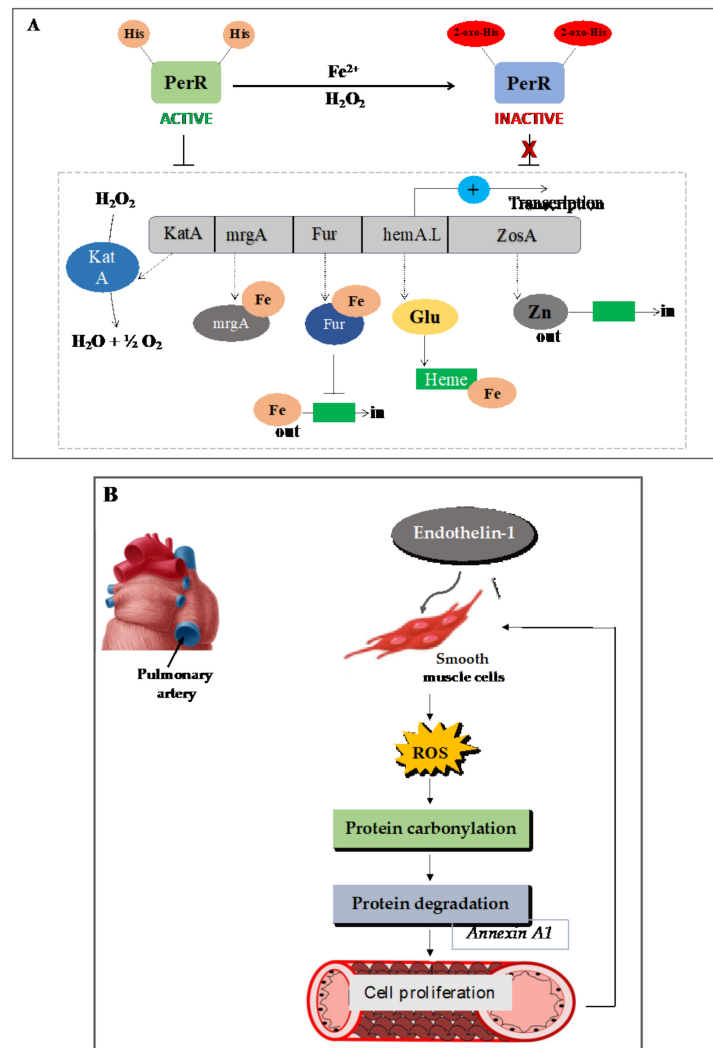 A
His His
2-oxo-His 2-oxo-His
PerR
Fe²⁺
H₂O₂
PerR
ACTIVE
INACTIVE
X
H₂O₂
+
Transcription
KatA mrgA Fur hemA.L ZosA
Kat
A
Fe
mrgA
Fe
Fur
Glu
Zn
in
out
H₂O + ½ O₂
Heme
Fe
Fe
in
out
B
Endothelin-1
Pulmonary
artery
Smooth
muscle cells
ROS
Protein carbonylation
Protein degradation
Annexin A1
Cell proliferation